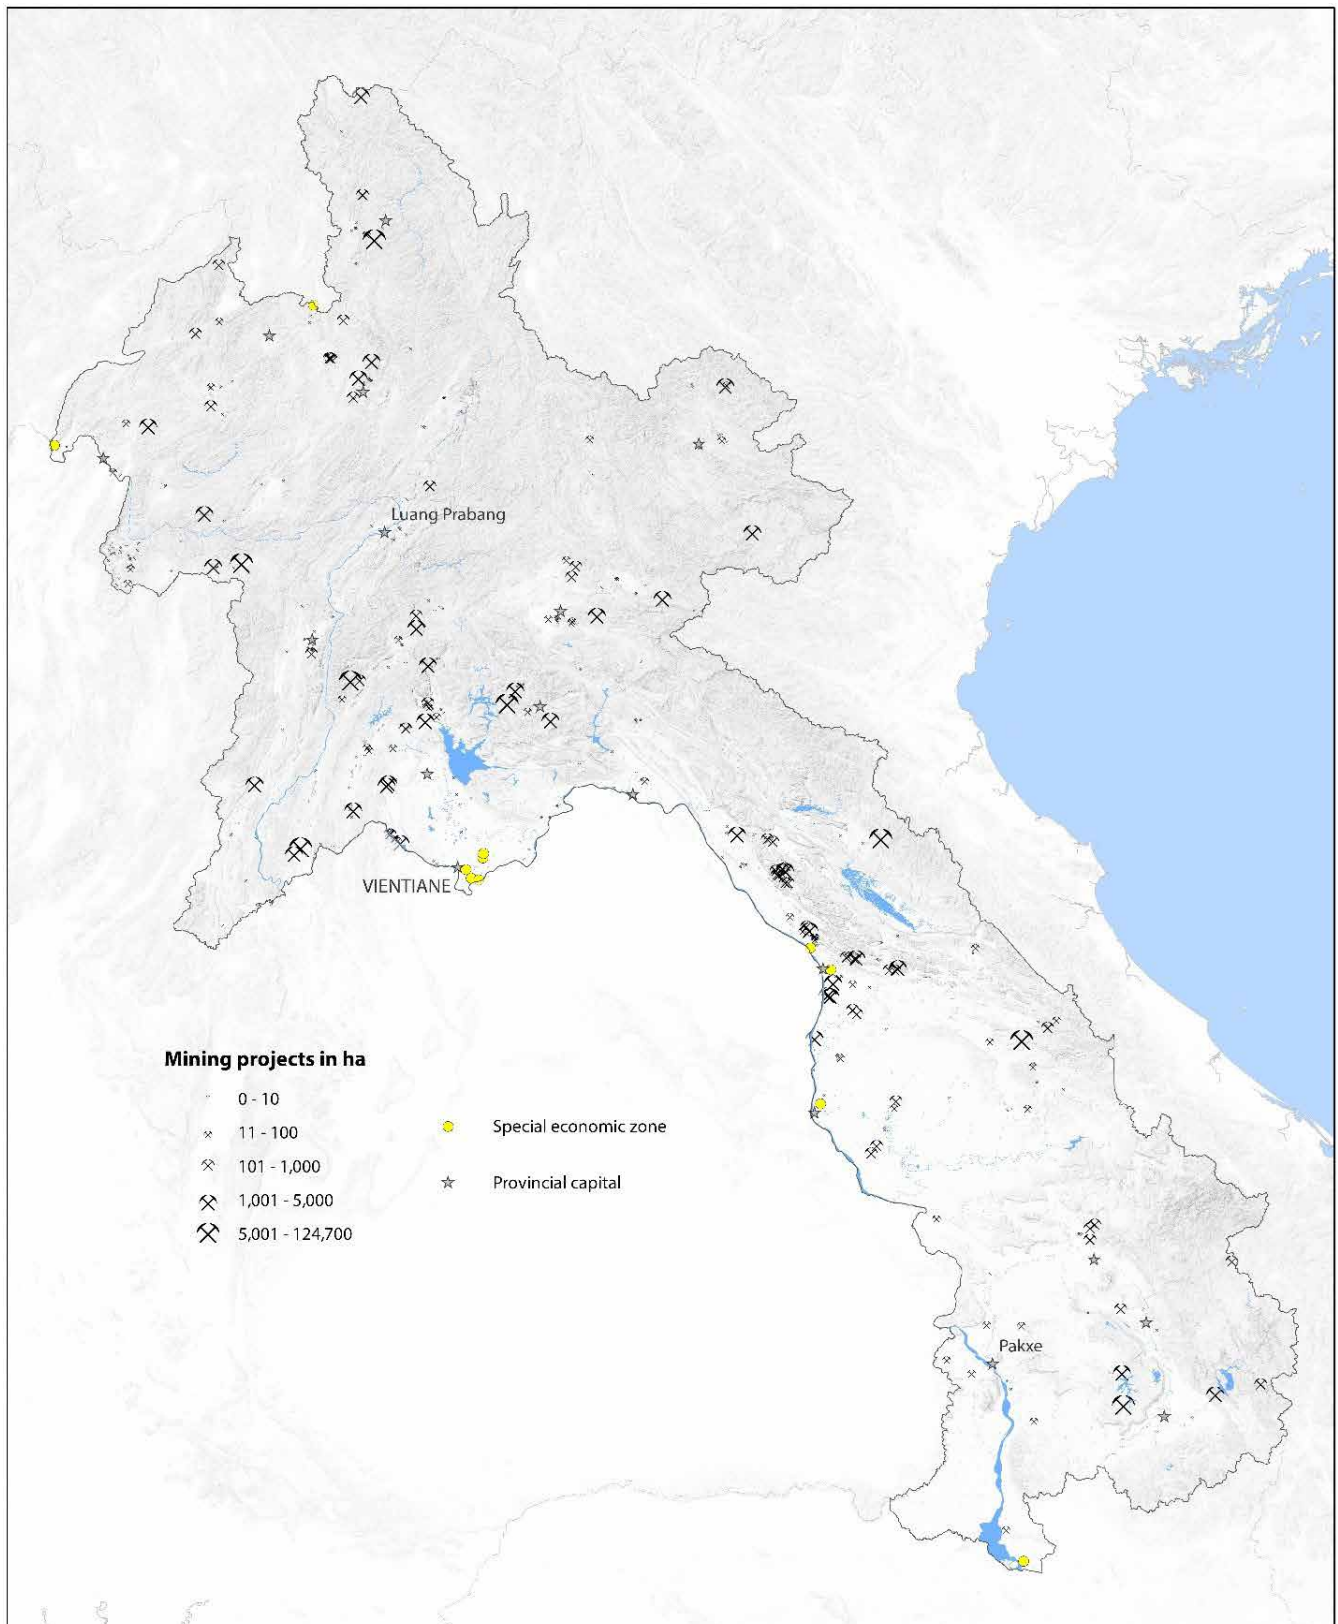 Luang Prabang
VIENTIANE
Mining projects in ha
0 - 10
11 - 100
101 - 1,000
1,001 - 5,000
5,001 - 124,700
Special economic zone
Provincial capital
Pakxe